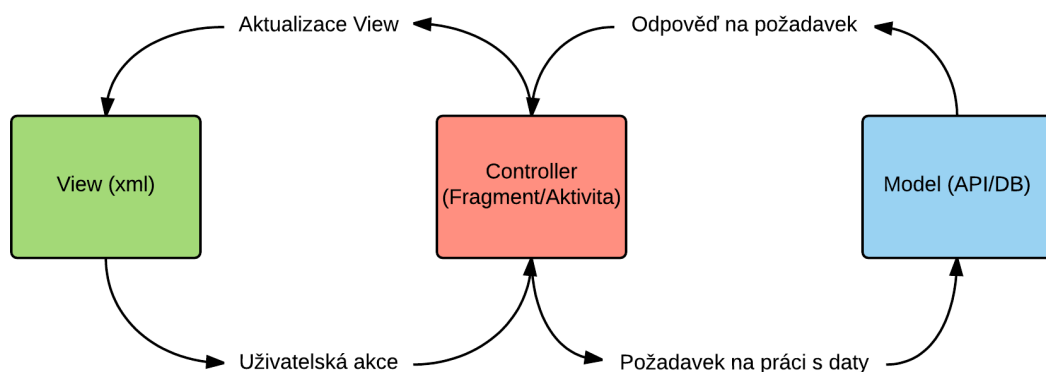 Aktualizace View
Odpověď na požadavek
View (xml)
Controller
(Fragment/Aktivita)
Model (API/DB)
Uživatelská akce
Požadavek na práci s daty